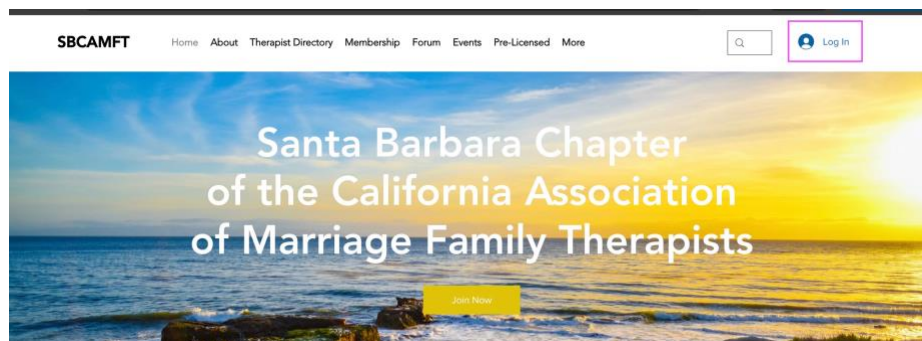 SBCAMFT Home About Therapist Directory Membership Forum Events Pre-Licensed More Log In
Santa Barbara Chapter
of the California Association
of Marriage Family Therapists
Join Now